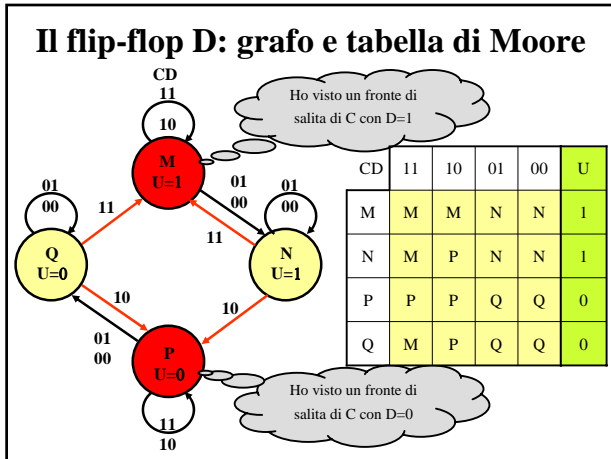 Il flip-flop D: grafo e tabella di Moore
CD
11
10
Ho visto un fronte di
salita di C con D=1
M
U=1
01
00
01
00
01
00
11
11
Q
U=0
N
U=1
10
10
01
00
P
U=0
11
10
Ho visto un fronte di
salita di C con D=0
CD 11 10 01 00 U
M M M N N 1
N M P N N 1
P P P Q Q 0
Q M P Q Q 0